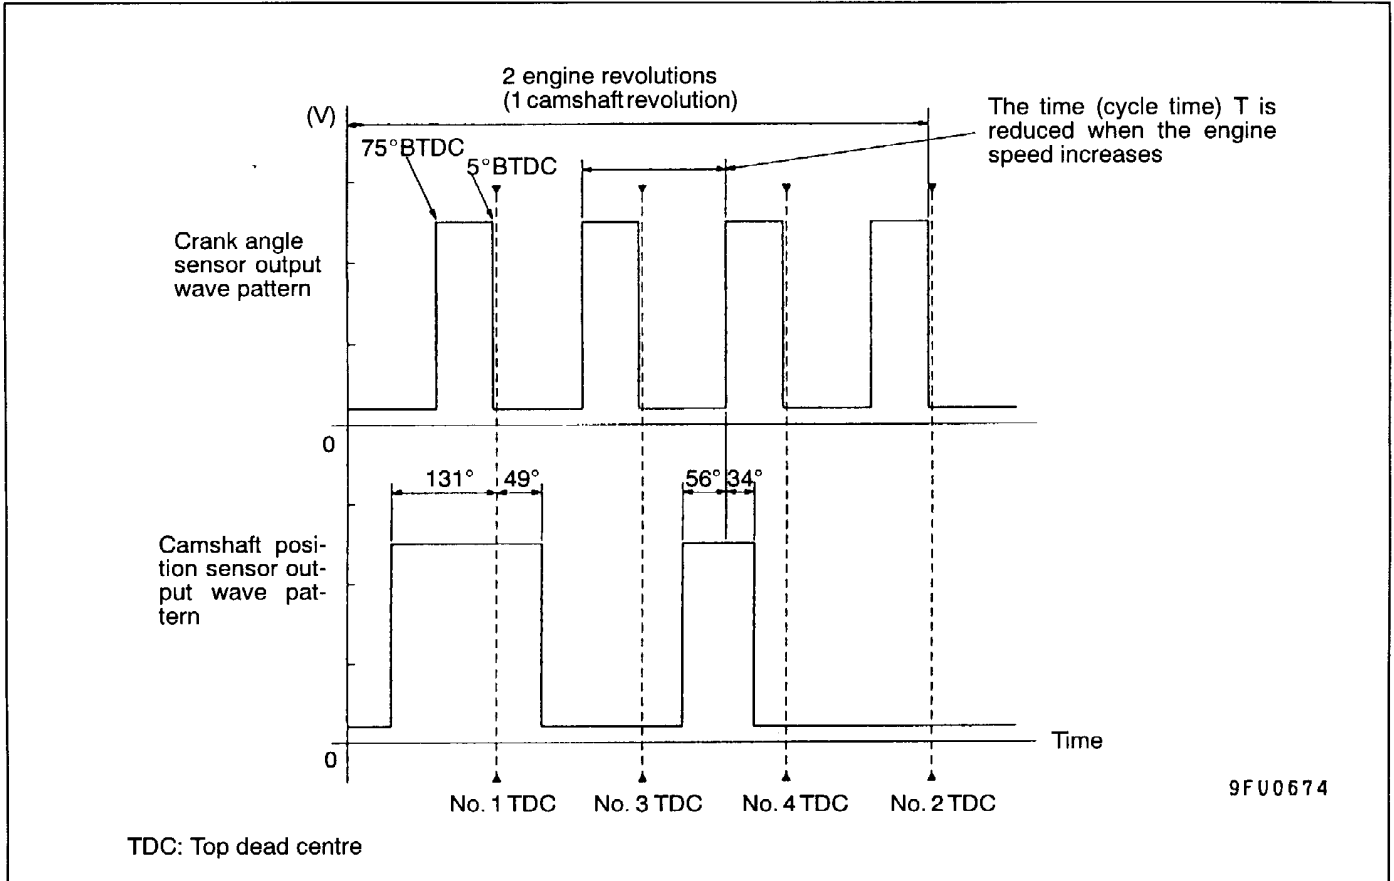 2 engine revolutions
(1 camshaft revolution)
(V)
The time (cycle time) T is
reduced when the engine
speed increases
75°BTDC
5°BTDC
Crank angle
sensor output
wave pattern
0
131°
49°
56°
34°
Camshaft posi-
tion sensor out-
put wave pat-
tern
0
Time
No. 1 TDC
No. 3 TDC
No. 4 TDC
No. 2 TDC
9FU0674
TDC: Top dead centre